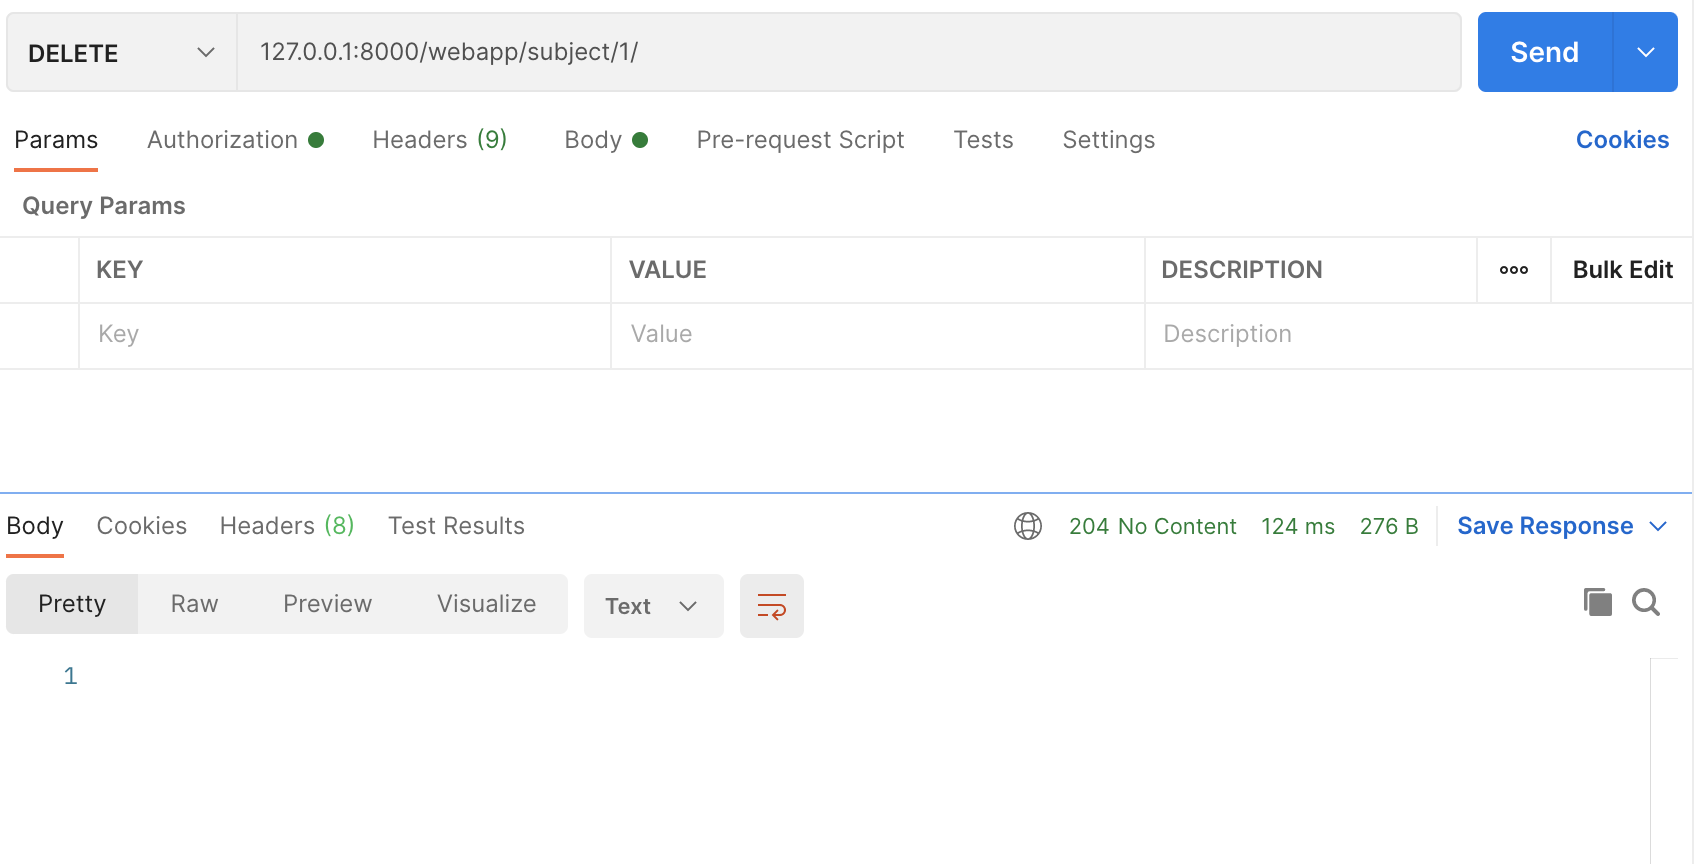 DELETE 127.0.0.1:8000/webapp/subject/1/ Send
Params Authorization Headers (9) Body Pre-request Script Tests Settings Cookies
Query Params
KEY VALUE DESCRIPTION ooo Bulk Edit
Key Value Description
Body Cookies Headers (8) Test Results 204 No Content 124 ms 276 B Save Response
Pretty Raw Preview Visualize Text
1